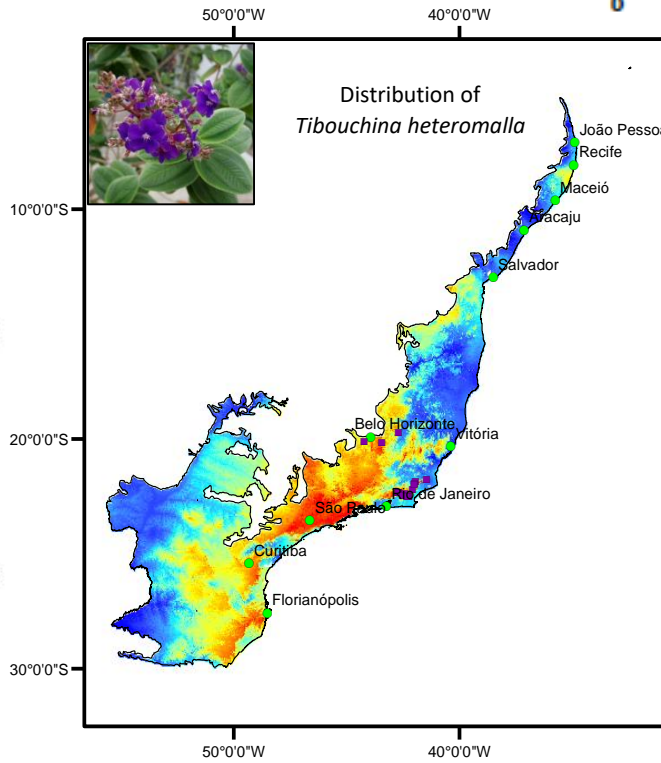 50°0'0"W
40°0'0"W
0
Distribution of
Tibouchina heteromalla
João Pessoa
Recife
Maceió
10°0'0"S
Aracaju
Salvador
Belo Horizonte
20°0'0"S
Vitória
Rio de Janeiro
São Paulo
Curitiba
Florianópolis
30°0'0"S
50°0'0"W
40°0'0"W